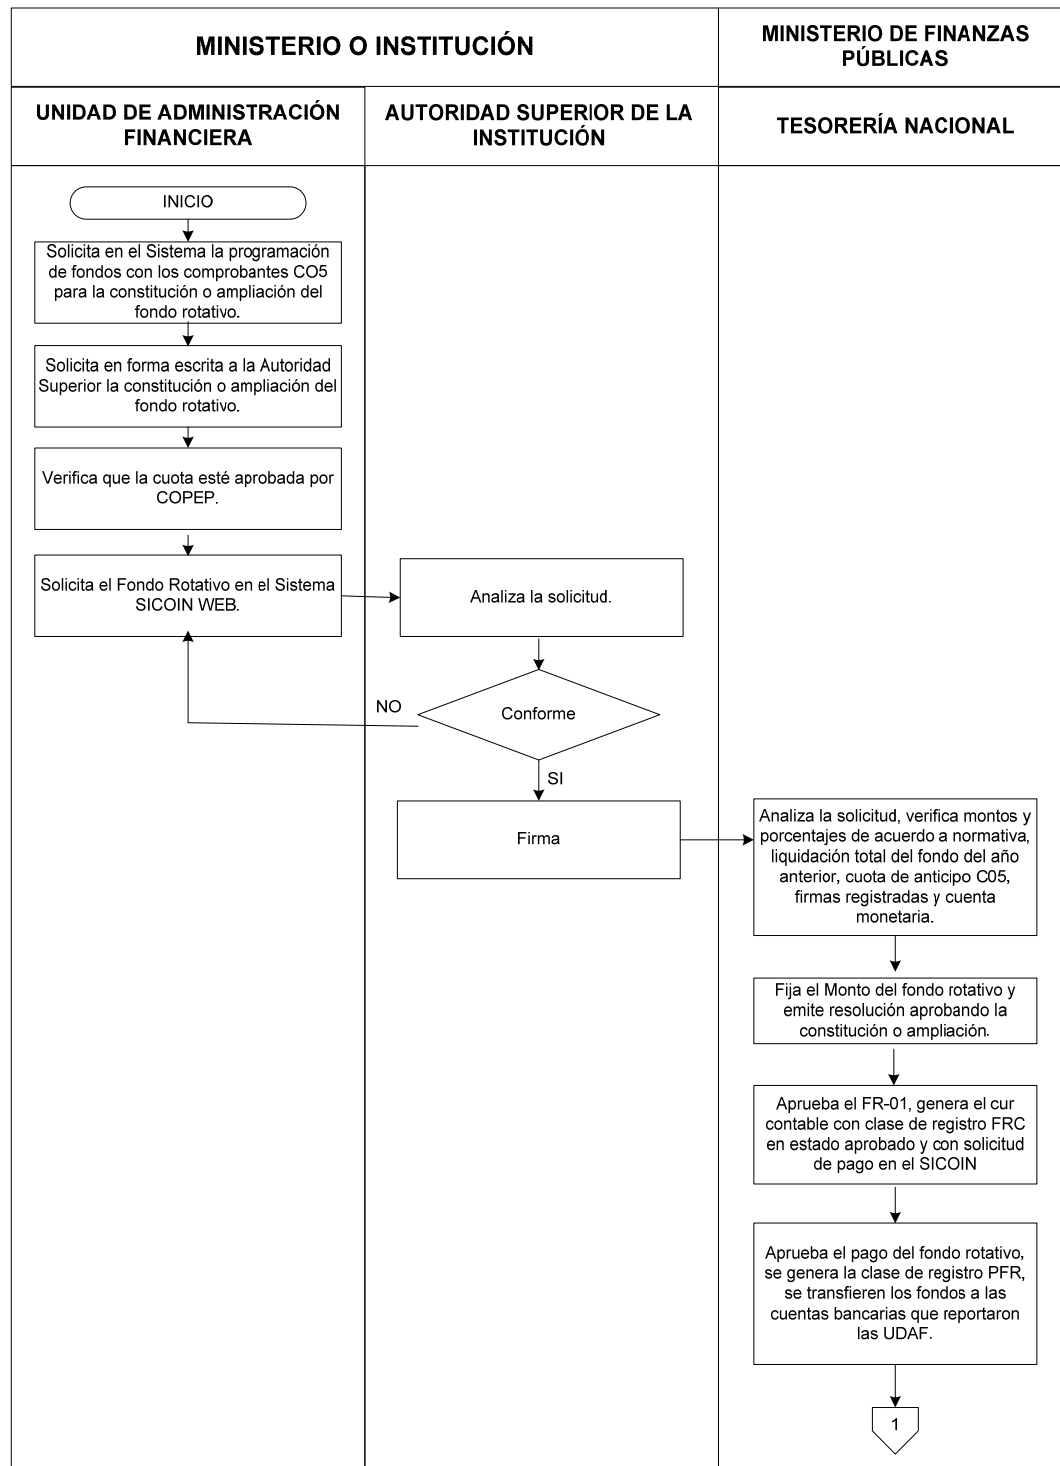 MINISTERIO O INSTITUCIÓN
MINISTERIO DE FINANZAS
PÚBLICAS
UNIDAD DE ADMINISTRACIÓN
FINANCIERA
AUTORIDAD SUPERIOR DE LA
INSTITUCIÓN
TESORERÍA NACIONAL
INICIO
Solicita en el Sistema la programación
de fondos con los comprobantes CO5
para la constitución o ampliación del
fondo rotativo.
Solicita en forma escrita a la Autoridad
Superior la constitución o ampliación del
fondo rotativo.
Verifica que la cuota esté aprobada por
COPEP.
Solicita el Fondo Rotativo en el Sistema
SICOIN WEB.
Analiza la solicitud.
NO
Conforme
SI
Firma
Analiza la solicitud, verifica montos y
porcentajes de acuerdo a normativa,
liquidación total del fondo del año
anterior, cuota de anticipo C05,
firmas registradas y cuenta
monetaria.
Fija el Monto del fondo rotativo y
emite resolución aprobando la
constitución o ampliación.
Aprueba el FR-01, genera el cur
contable con clase de registro FRC
en estado aprobado y con solicitud
de pago en el SICOIN
Aprueba el pago del fondo rotativo,
se genera la clase de registro PFR,
se transfieren los fondos a las
cuentas bancarias que reportaron
las UDAF.
1